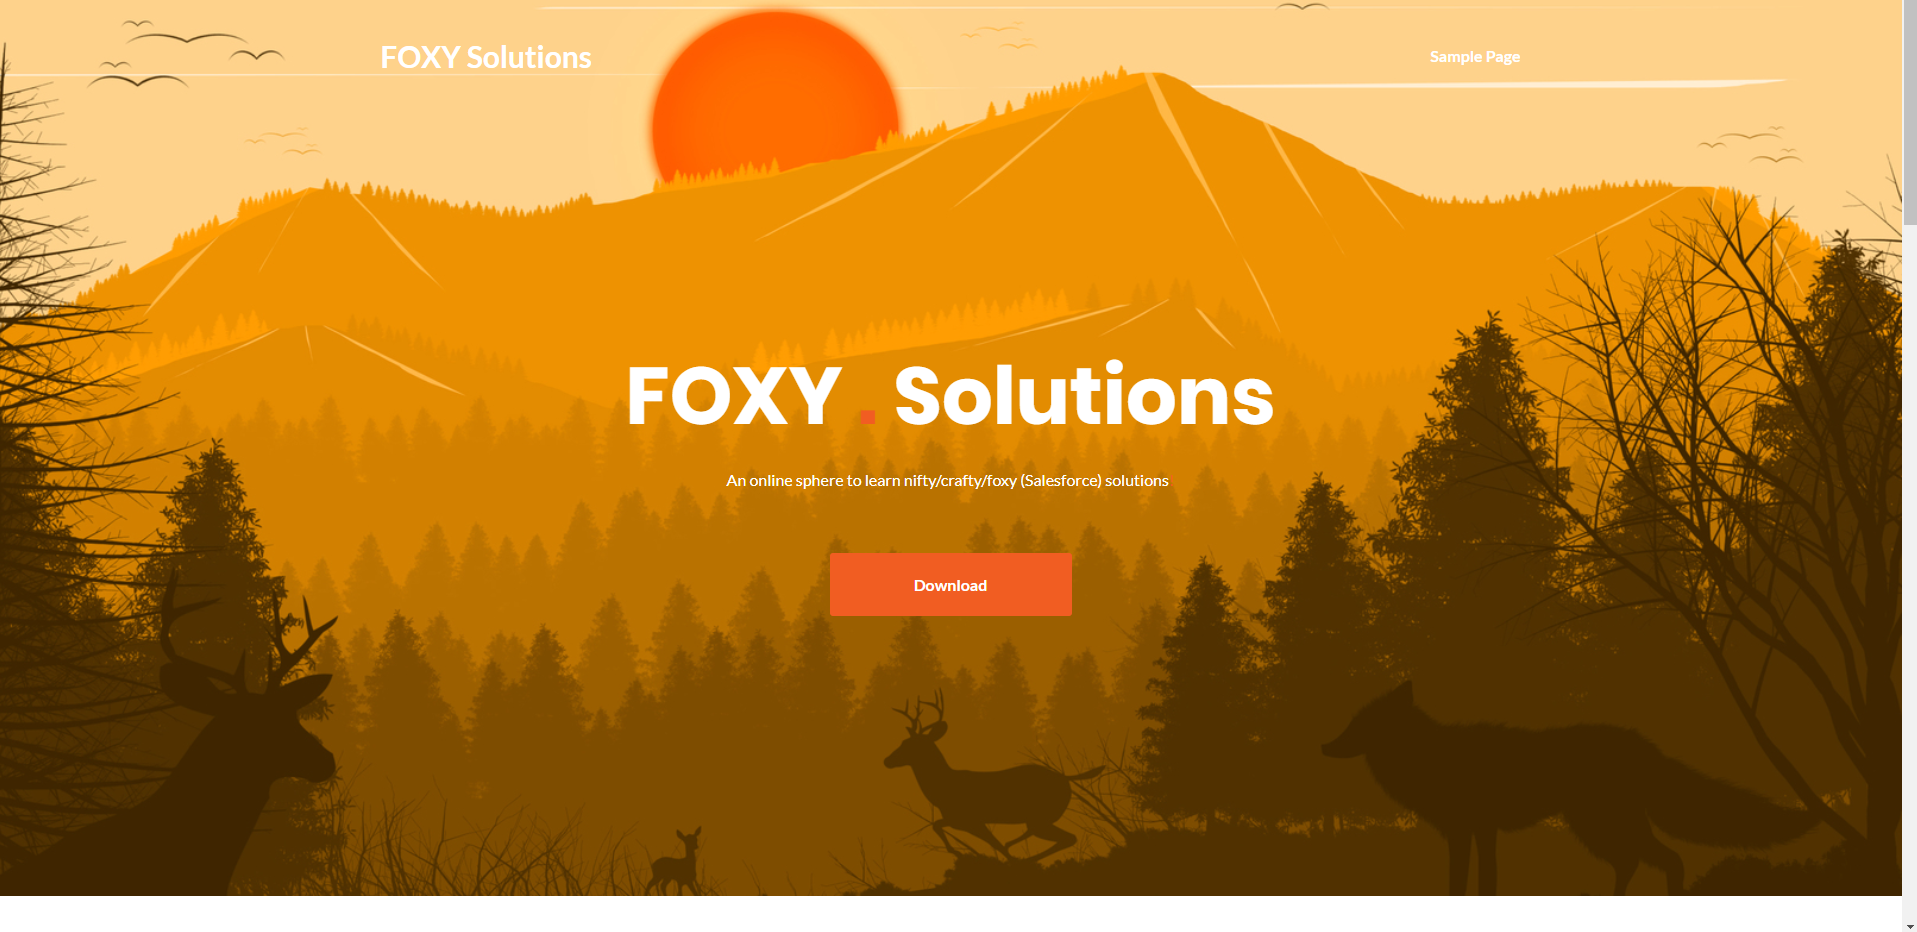 FOXY Solutions
Sample Page
FOXY . Solutions
An online sphere to learn nifty/crafty/foxy (Salesforce) solutions
Download